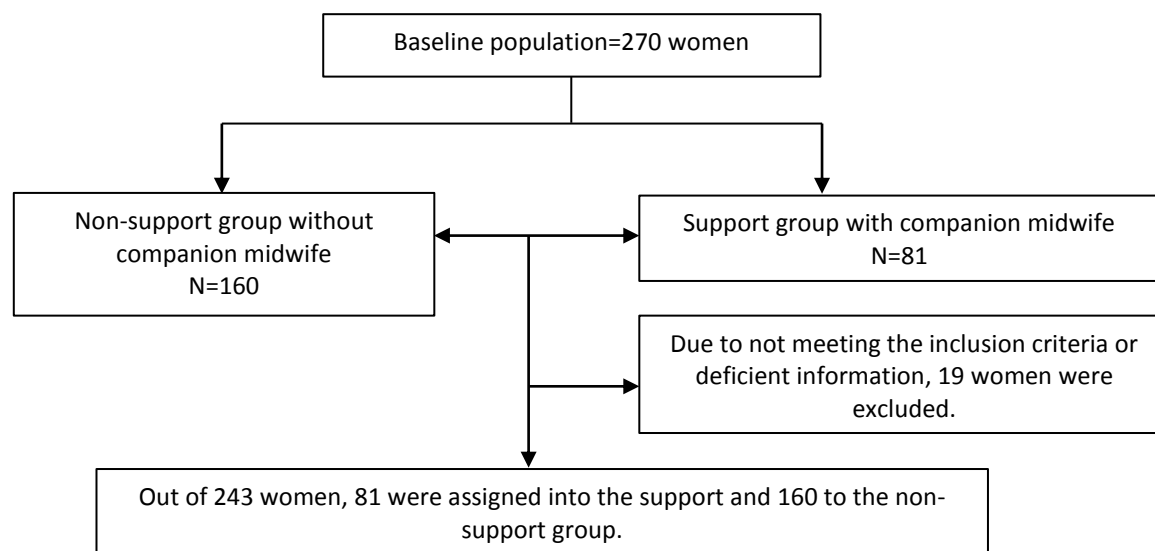 Baseline population=270 women
Non-support group without
companion midwife
N=160
Support group with companion midwife
N=81
Due to not meeting the inclusion criteria or
deficient information, 19 women were
excluded.
Out of 243 women, 81 were assigned into the support and 160 to the non-
support group.